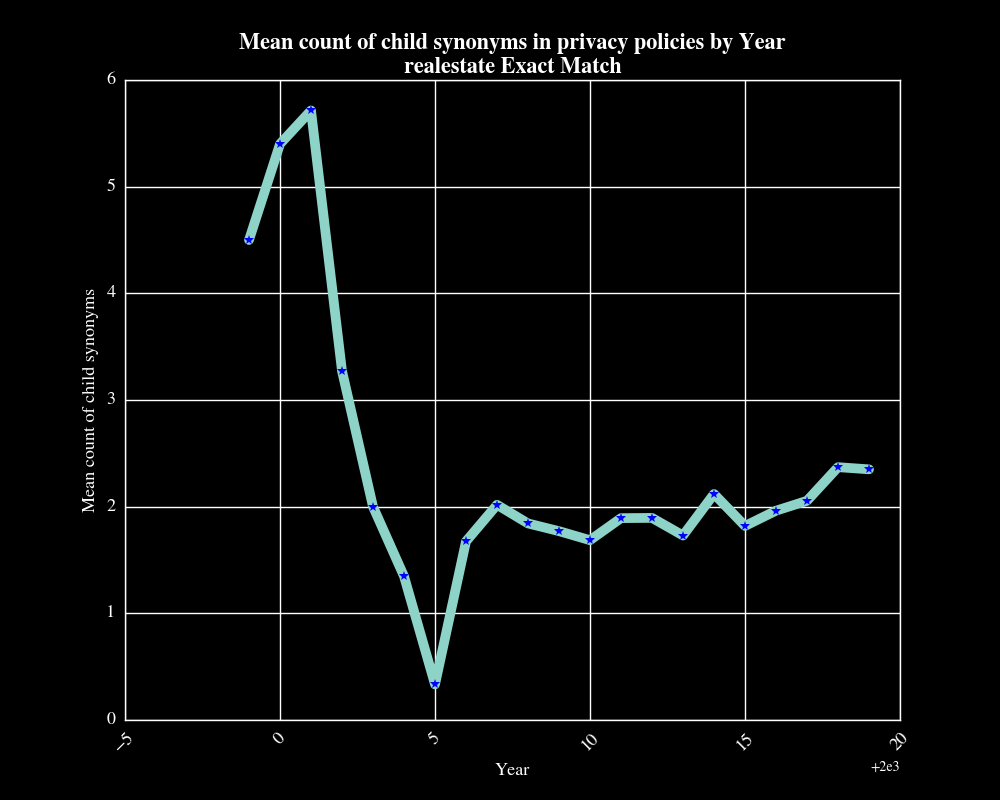 Mean count of child synonyms in privacy policies by Year
realestate Exact Match
6
5
4
3
2
1
0
Mean count of child synonyms
−5
0
5
10
15
20
Year
+2e3